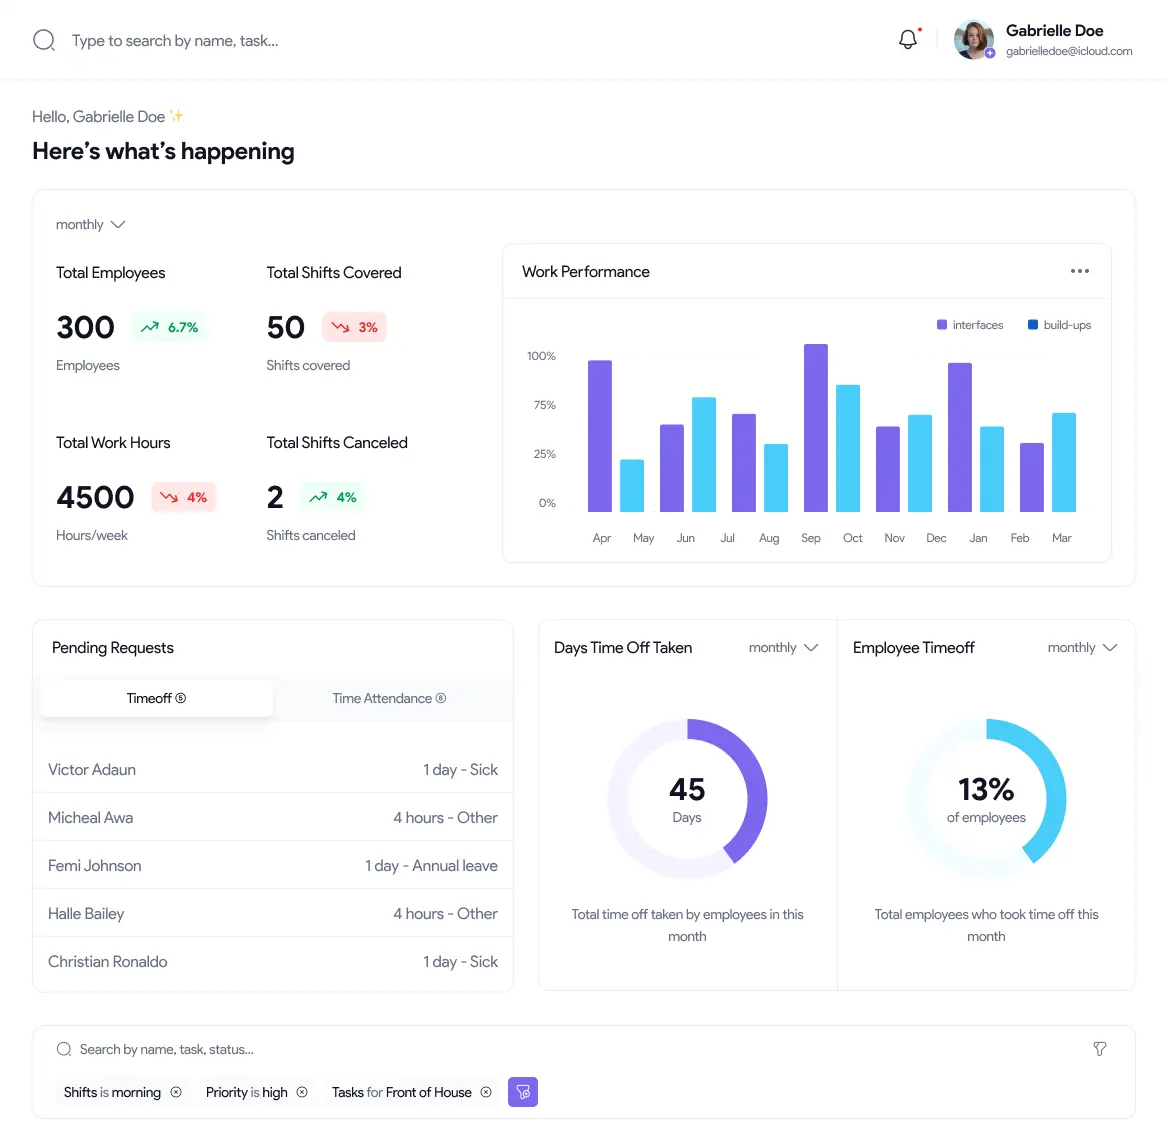 Type to search by name, task...
Gabrielle Doe
gabrielledoe@icloud.com
Hello, Gabrielle Doe ✨
Here's what's happening
monthly
Total Employees
300 6.7%
Employees
Total Shifts Covered
50 3%
Shifts covered
Total Work Hours
4500 4%
Hours/week
Total Shifts Canceled
2 4%
Shifts canceled
Work Performance
interfaces build-ups
100%
75%
25%
0%
Apr May Jun Jul Aug Sep Oct Nov Dec Jan Feb Mar
Pending Requests
Timeoff ⑤ Time Attendance ⑧
Victor Adaun 1 day - Sick
Micheal Awa 4 hours - Other
Femi Johnson 1 day - Annual leave
Halle Bailey 4 hours - Other
Christian Ronaldo 1 day - Sick
Days Time Off Taken monthly
45
Days
Total time off taken by employees in this
month
Employee Timeoff monthly
13%
of employees
Total employees who took time off this
month
Search by name, task, status...
Shifts is morning Priority is high Tasks for Front of House